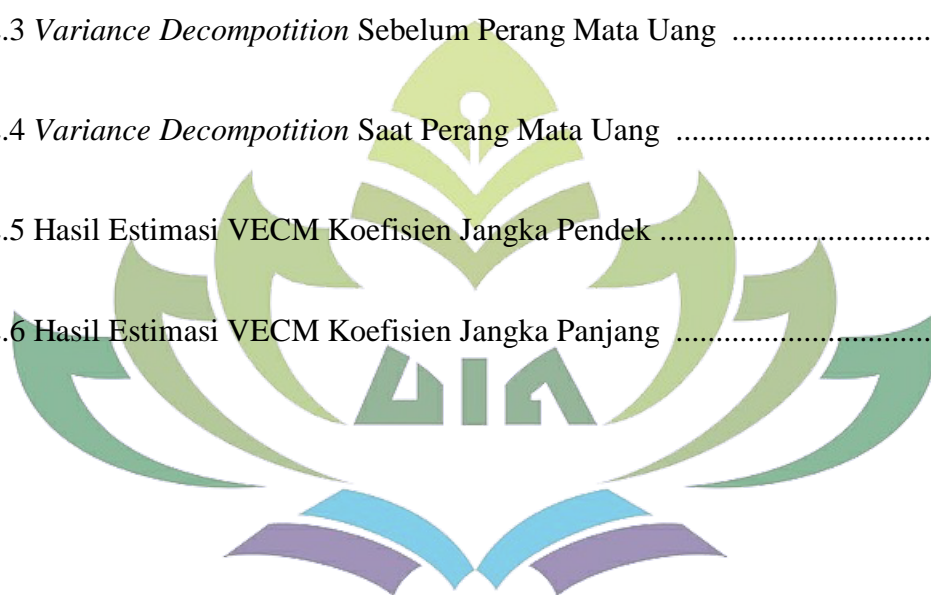 .3 Variance Decompotition Sebelum Perang Mata Uang ........................
.4 Variance Decompotition Saat Perang Mata Uang ..............................
.5 Hasil Estimasi VECM Koefisien Jangka Pendek ................................
.6 Hasil Estimasi VECM Koefisien Jangka Panjang ..............................
UIN